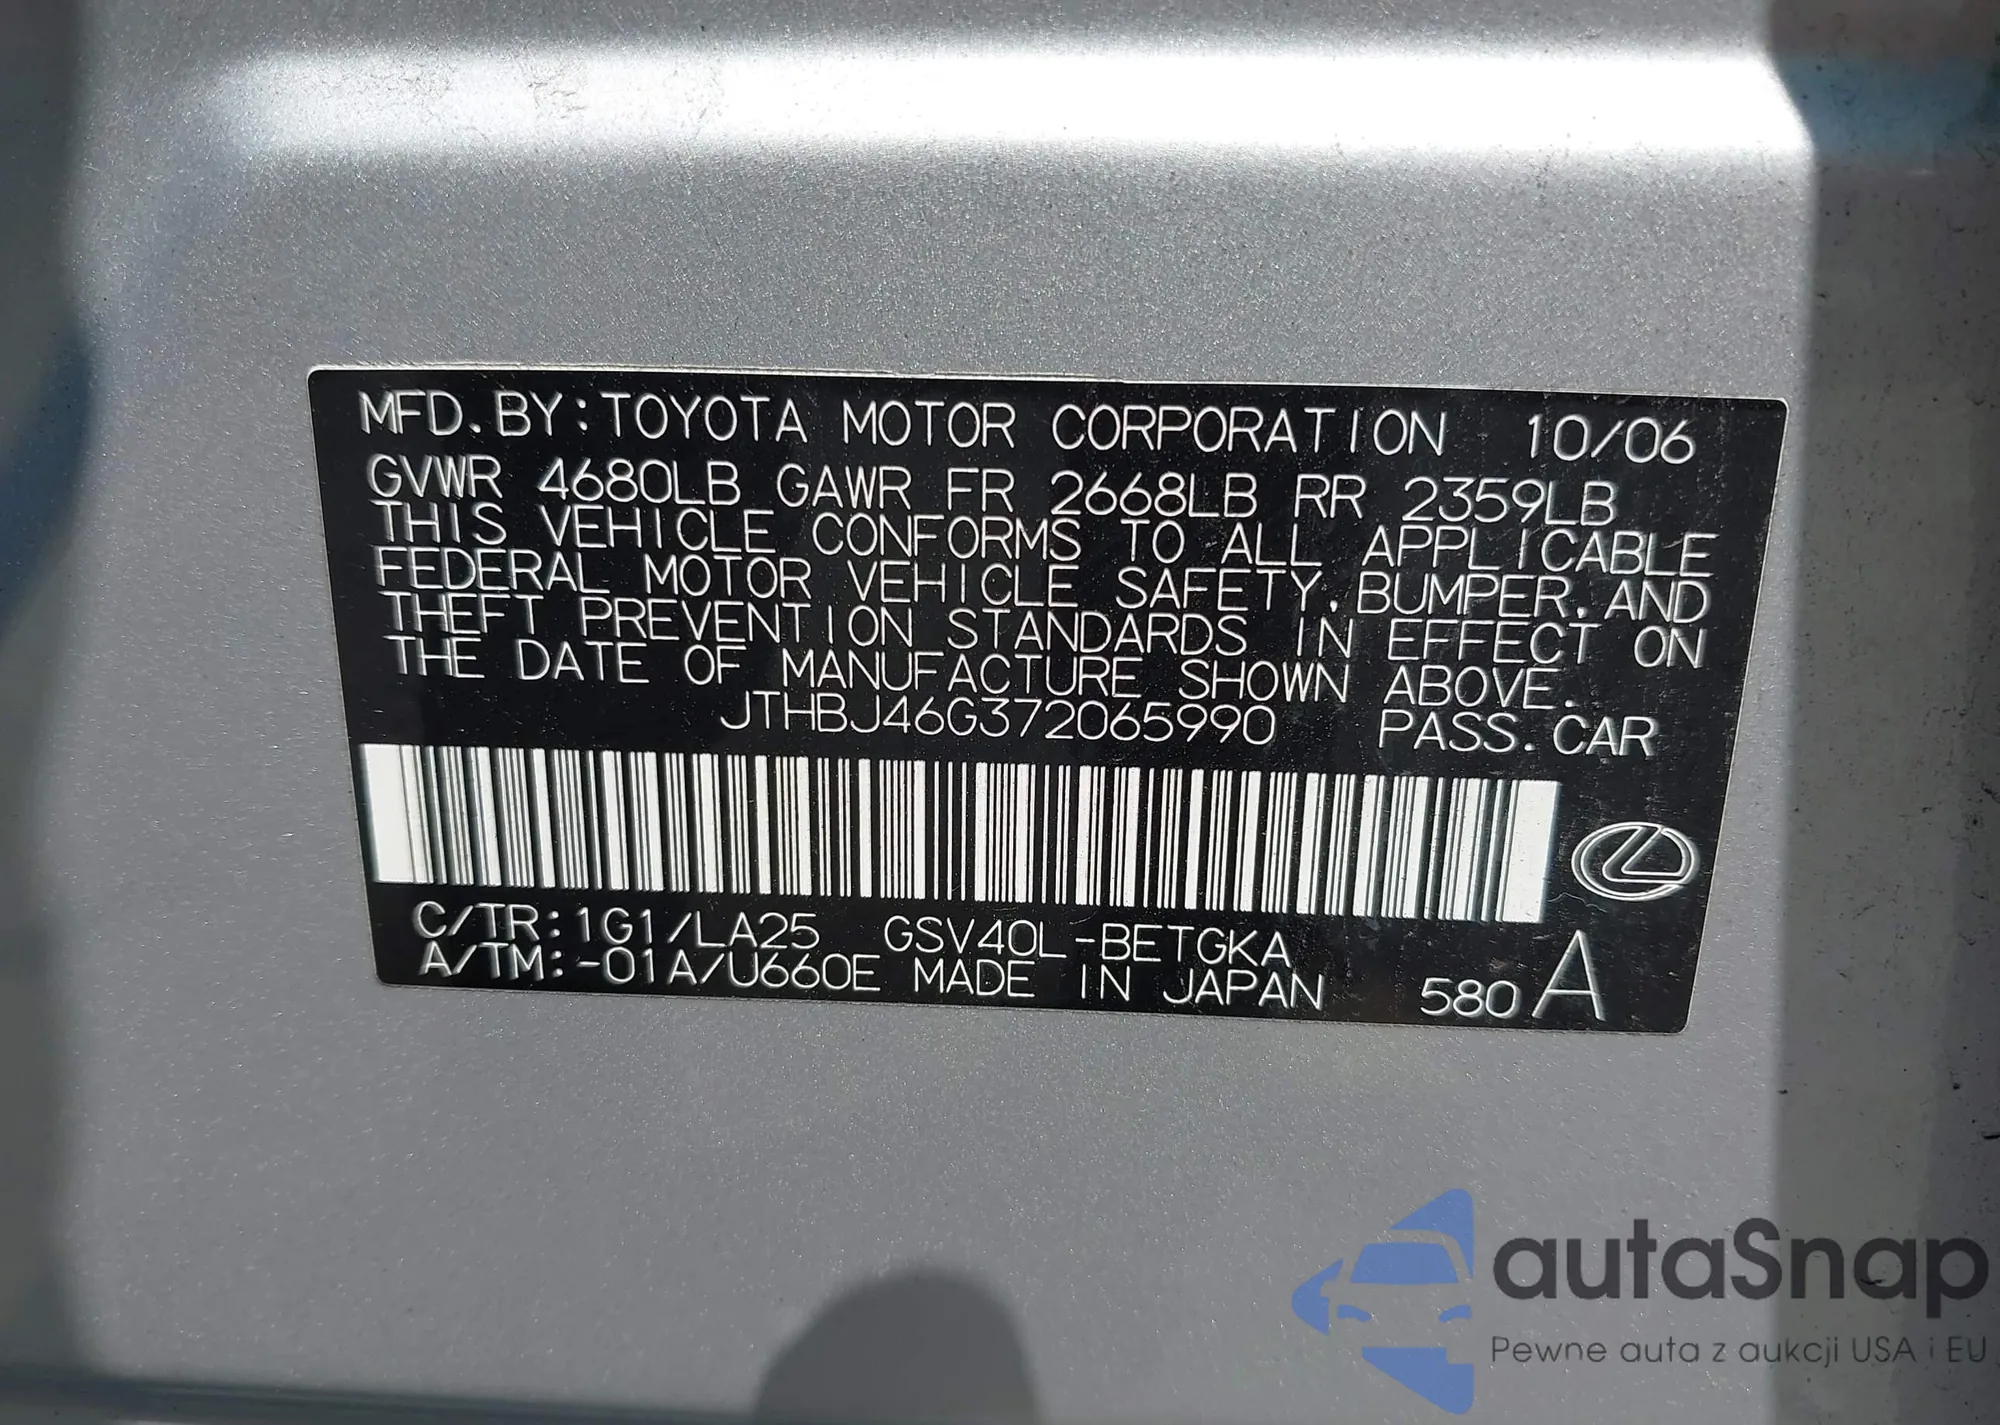 MFD. BY: TOYOTA MOTOR CORPORATION 10/06
GVWR 4680LB GAWR FR 2668LB RR 2359LB
THIS VEHICLE CONFORMS TO ALL APPLICABLE
FEDERAL MOTOR VEHICLE SAFETY, BUMPER, AND
THEFT PREVENTION STANDARDS IN EFFECT ON
THE DATE OF MANUFACTURE SHOWN ABOVE.
JTHBJ46G372065990 PASS. CAR
C/TR: 1G1/LA25 GSV40L-BETGKA
A/TM: -01A/U660E MADE IN JAPAN 580 A
autaSnap
Pewne auta z aukcji USA i EU